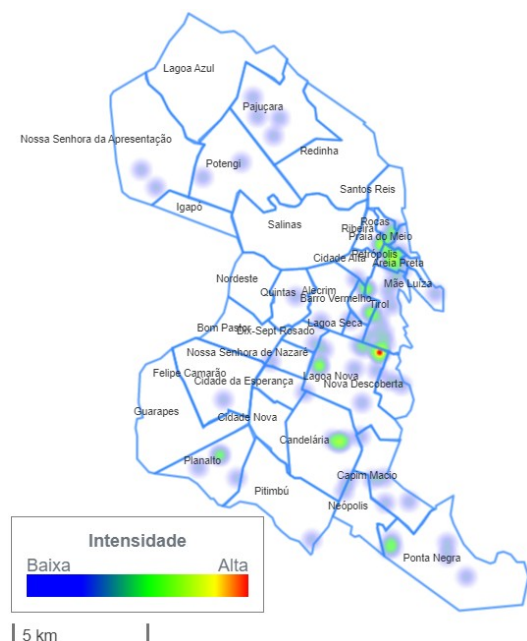 Lagoa Azul
Pajuçara
Nossa Senhora da Apresentação
Redinha
Potengi
Santos Reis
Igapó
Salinas
Rocas
Ribeira
Praia do Meio
Petrópolis
Cidade Alta
Areia Preta
Nordeste
Mãe Luiza
Quintas
Alecrim
Barro Vermelho
Tirol
Lagoa Seca
Bom Pastor
Dix-Sept Rosado
Nossa Senhora de Nazaré
Felipe Camarão
Lagoa Nova
Cidade da Esperança
Nova Descoberta
Guarapes
Cidade Nova
Candelária
Planalto
Capim Macio
Pitimbú
Neópolis
Ponta Negra
Intensidade
Baixa Alta
5 km